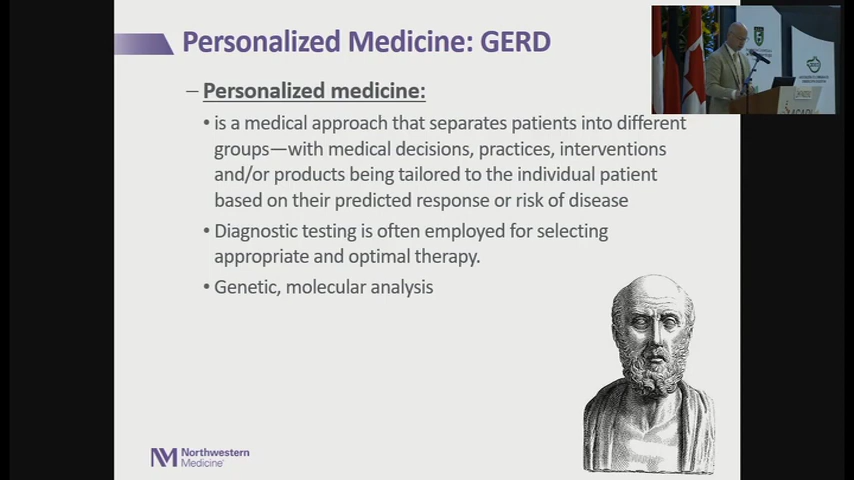 Personalized Medicine: GERD
– Personalized medicine:
• is a medical approach that separates patients into different
groups—with medical decisions, practices, interventions
and/or products being tailored to the individual patient
based on their predicted response or risk of disease
• Diagnostic testing is often employed for selecting
appropriate and optimal therapy.
• Genetic, molecular analysis
Northwestern
Medicine